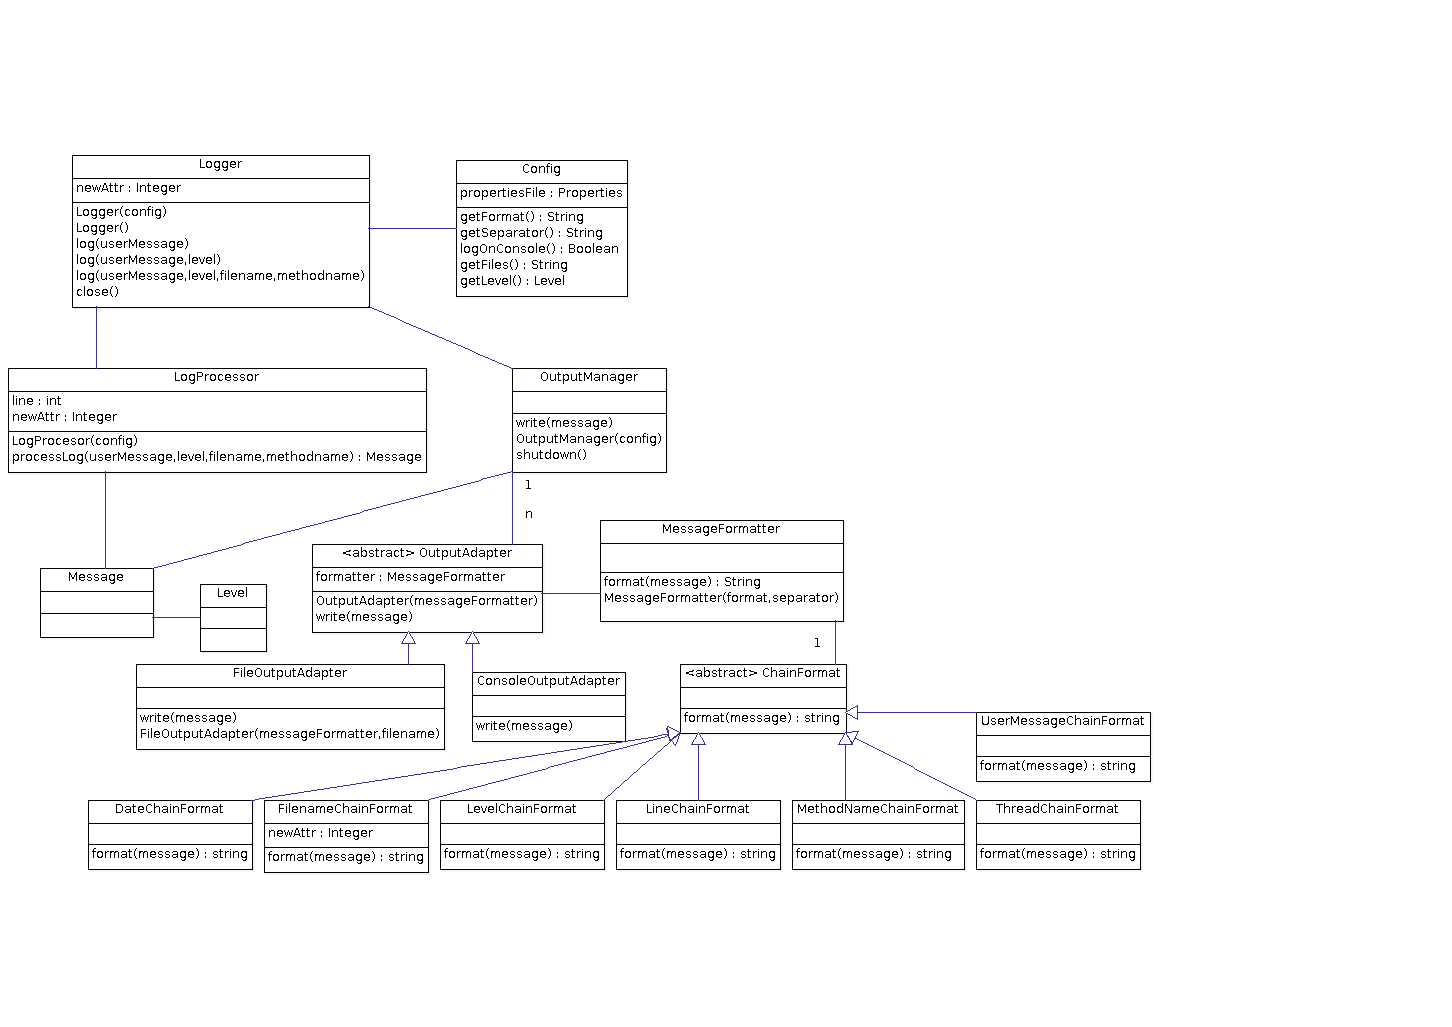 Logger
newAttr : Integer
Logger(config)
Logger()
log(userMessage)
log(userMessage,level)
log(userMessage,level,filename,methodname)
close()
Config
propertiesFile : Properties
getFormat() : String
getSeparator() : String
logOnConsole() : Boolean
getFiles() : String
getLevel() : Level
LogProcessor
line : int
newAttr : Integer
LogProcesor(config)
processLog(userMessage,level,filename,methodname) : Message
OutputManager
write(message)
OutputManager(config)
shutdown()
1
n
Message
Level
<abstract> OutputAdapter
formatter : MessageFormatter
OutputAdapter(messageFormatter)
write(message)
MessageFormatter
format(message) : String
MessageFormatter(format,separator)
1
FileOutputAdapter
write(message)
FileOutputAdapter(messageFormatter,filename)
ConsoleOutputAdapter
write(message)
<abstract> ChainFormat
format(message) : string
UserMessageChainFormat
format(message) : string
DateChainFormat
format(message) : string
FilenameChainFormat
newAttr : Integer
format(message) : string
LevelChainFormat
format(message) : string
LineChainFormat
format(message) : string
MethodNameChainFormat
format(message) : string
ThreadChainFormat
format(message) : string